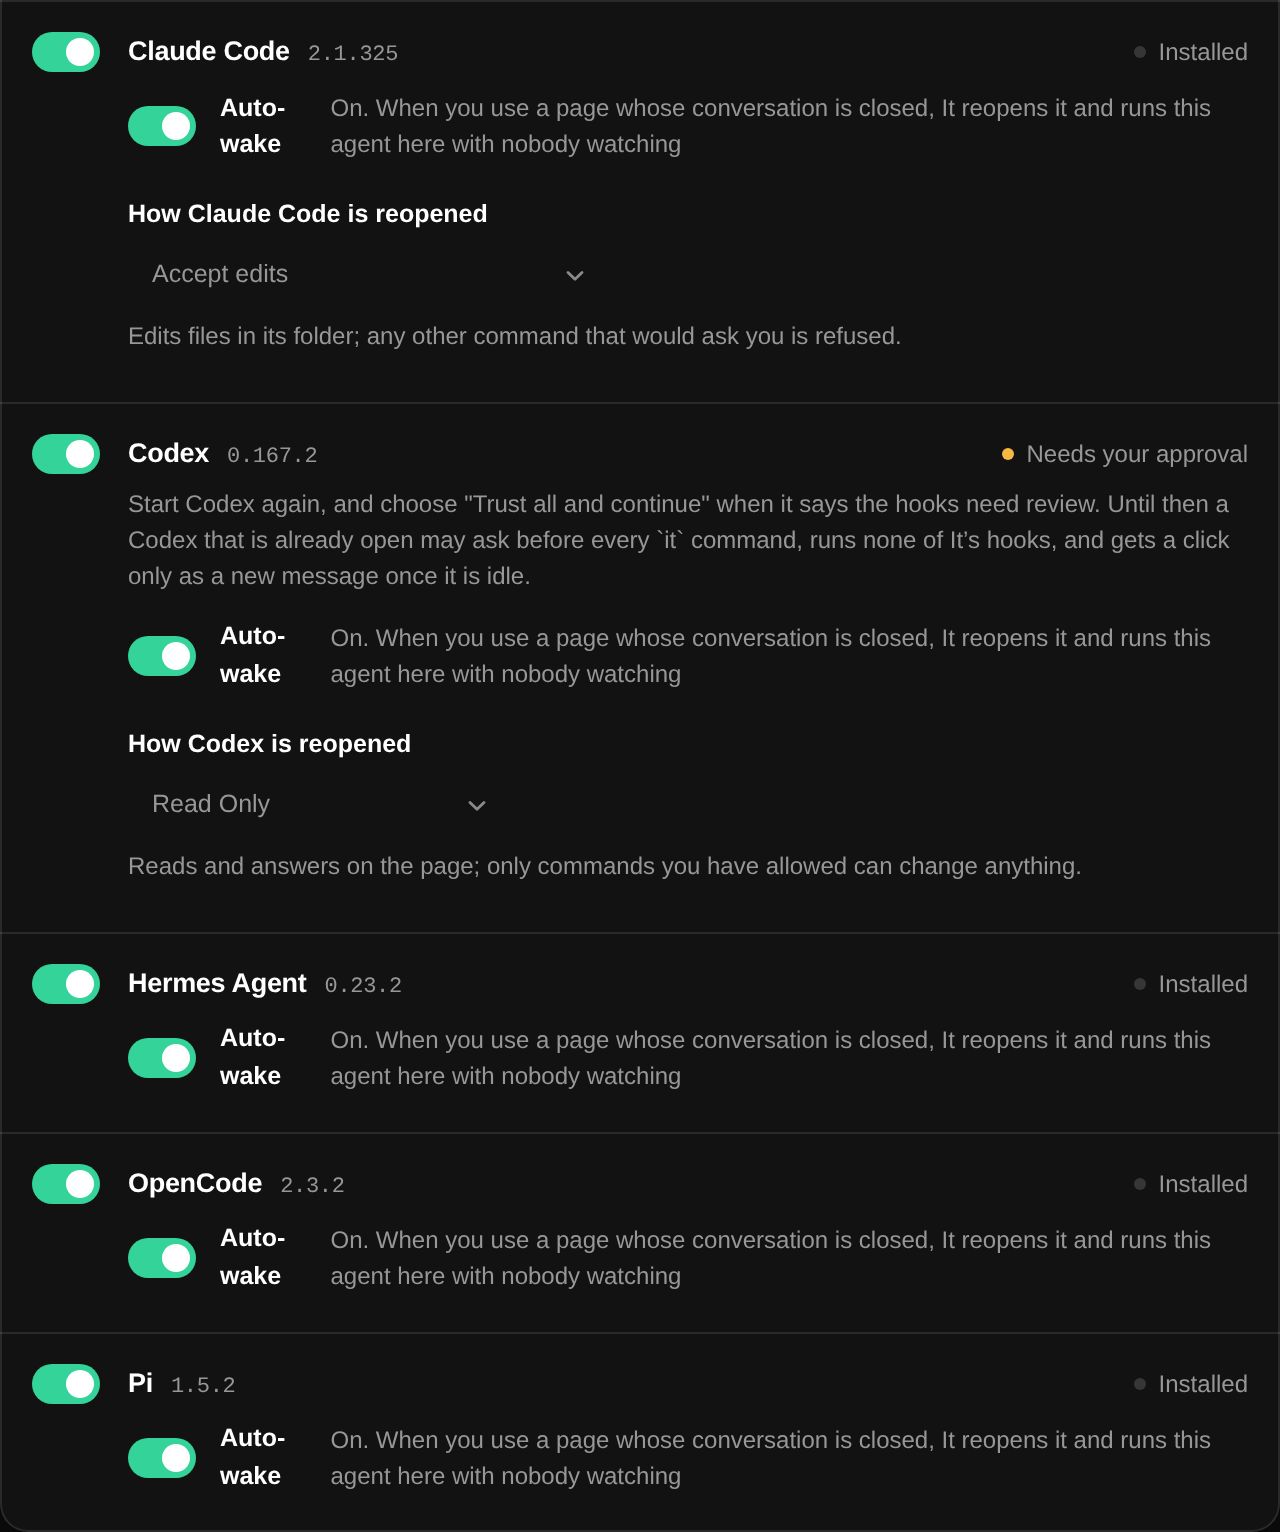 Claude Code 2.1.325 Installed
Auto-wake On. When you use a page whose conversation is closed, It reopens it and runs this
agent here with nobody watching
How Claude Code is reopened
Accept edits
Edits files in its folder; any other command that would ask you is refused.
Codex 0.167.2 Needs your approval
Start Codex again, and choose "Trust all and continue" when it says the hooks need review. Until then a
Codex that is already open may ask before every `it` command, runs none of It's hooks, and gets a click
only as a new message once it is idle.
Auto-wake On. When you use a page whose conversation is closed, It reopens it and runs this
agent here with nobody watching
How Codex is reopened
Read Only
Reads and answers on the page; only commands you have allowed can change anything.
Hermes Agent 0.23.2 Installed
Auto-wake On. When you use a page whose conversation is closed, It reopens it and runs this
agent here with nobody watching
OpenCode 2.3.2 Installed
Auto-wake On. When you use a page whose conversation is closed, It reopens it and runs this
agent here with nobody watching
Pi 1.5.2 Installed
Auto-wake On. When you use a page whose conversation is closed, It reopens it and runs this
agent here with nobody watching